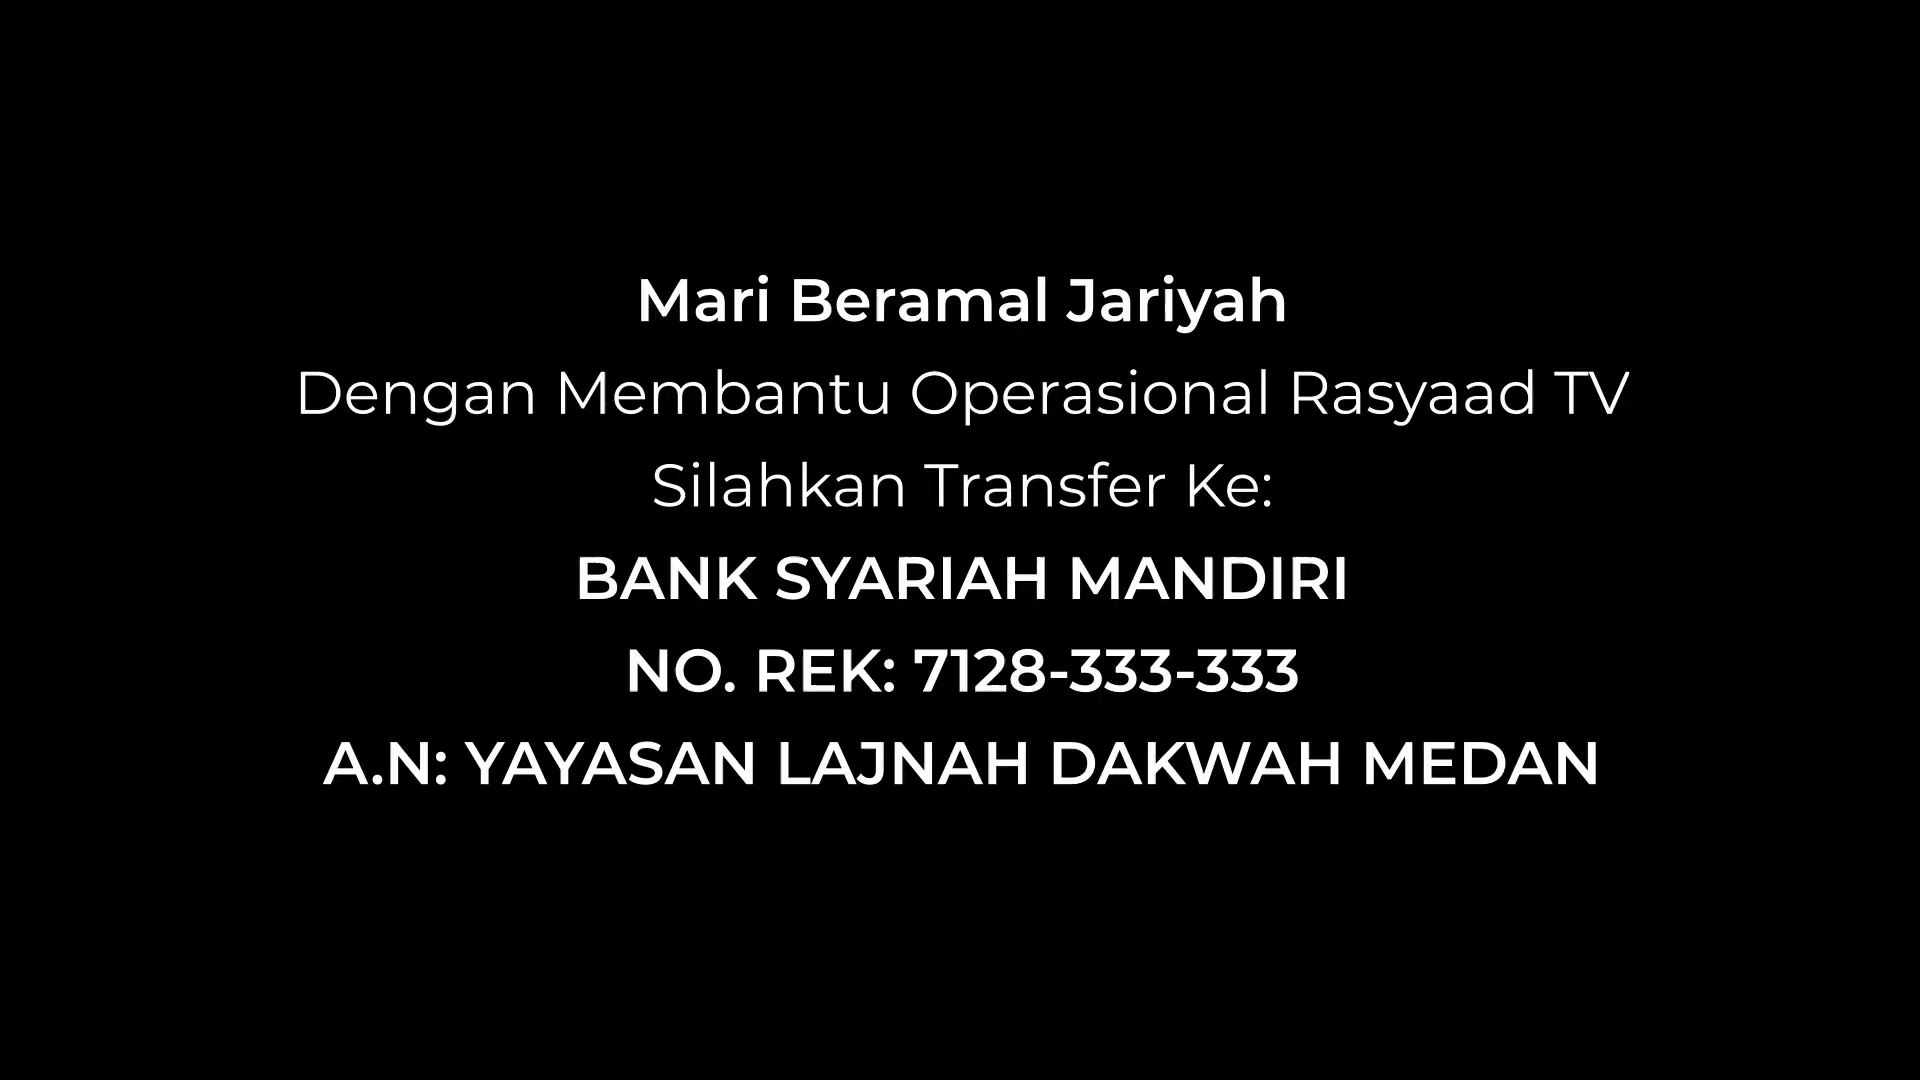 Mari Beramal Jariyah
Dengan Membantu Operasional Rasyaad TV
Silahkan Transfer Ke:
BANK SYARIAH MANDIRI
NO. REK: 7128-333-333
A.N: YAYASAN LAJNAH DAKWAH MEDAN